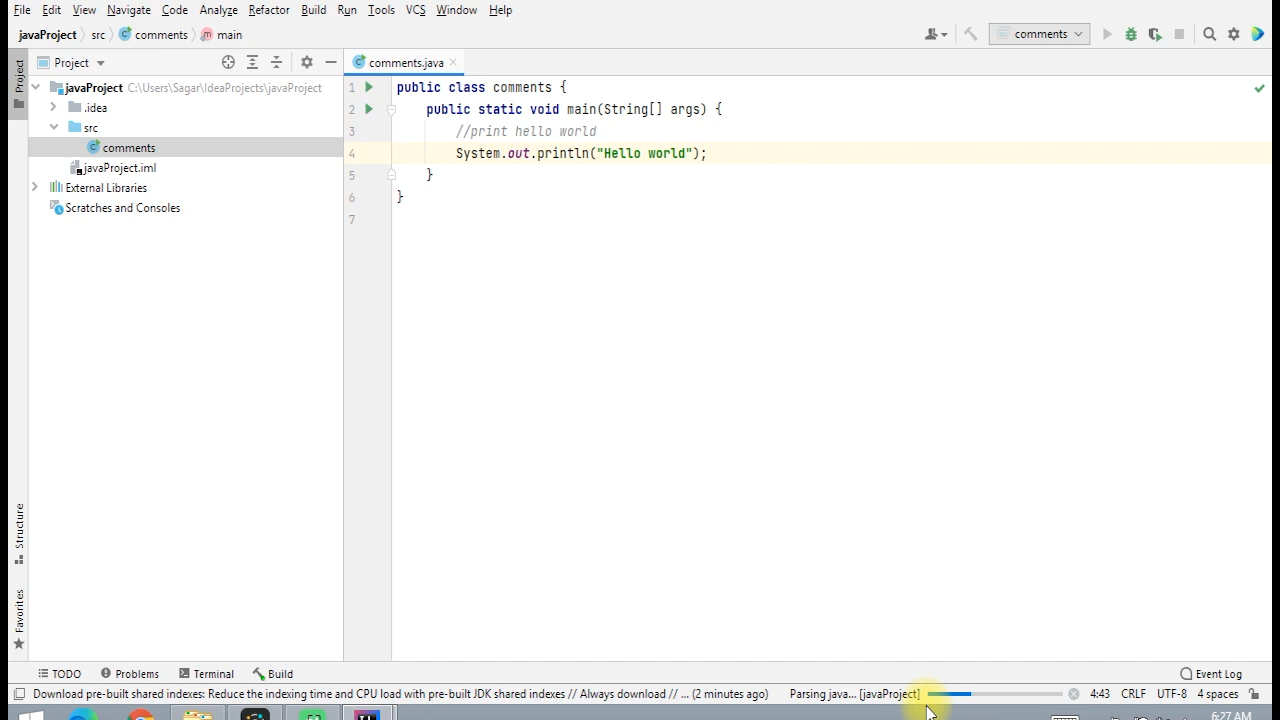 File Edit View Navigate Code Analyze Refactor Build Run Tools VCS Window Help
javaProject src comments main comments
Project Project comments.java
javaProject C:\Users\Sagar\IdeaProjects\javaProject
.idea
src
comments
javaProject.iml
External Libraries
Scratches and Consoles
1 public class comments {
2 public static void main(String[] args) {
3 //print hello world
4 System.out.println("Hello world");
5 }
6 }
7
Structure
Favorites
TODO Problems Terminal Build Event Log
Download pre-built shared indexes: Reduce the indexing time and CPU load with pre-built JDK shared indexes // Always download // ... (2 minutes ago) Parsing java... [javaProject] 4:43 CRLF UTF-8 4 spaces
6:27 AM